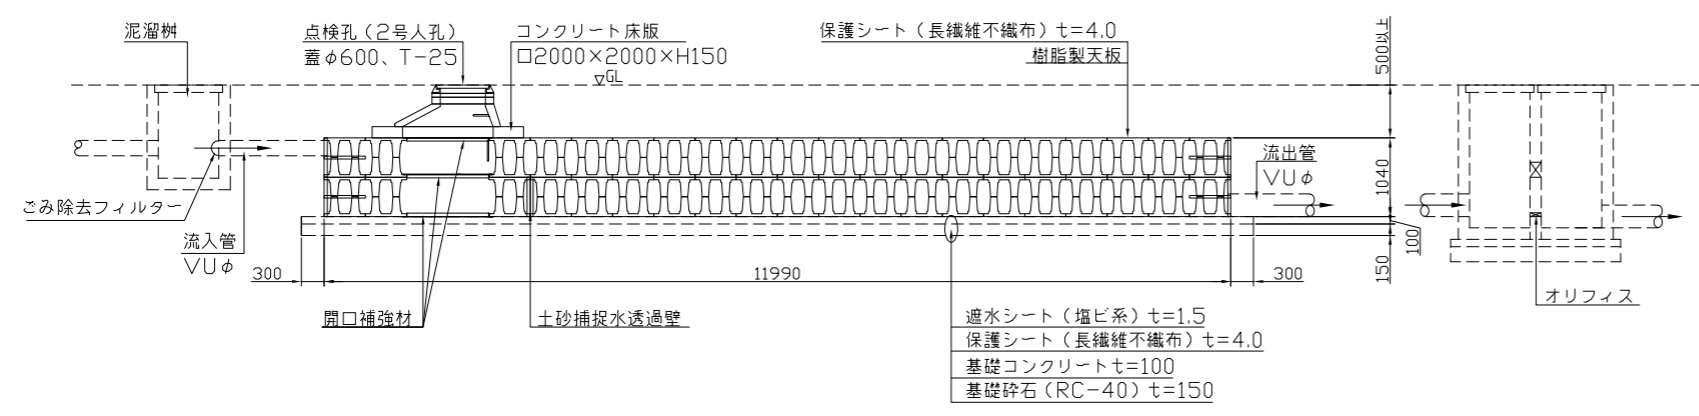 泥溜桝
点検孔（2号人孔）
蓋φ600、T-25
コンクリート床版
□2000×2000×H150
▽GL
保護シート（長繊維不織布）t=4.0
樹脂製天板
500以上
ごみ除去フィルター
流入管
VUφ
流出管
VUφ
1040
100
150
300
11990
300
開口補強材
土砂捕捉水透過壁
オリフィス
遮水シート（塩ビ系）t=1.5
保護シート（長繊維不織布）t=4.0
基礎コンクリートt=100
基礎砕石（RC-40）t=150